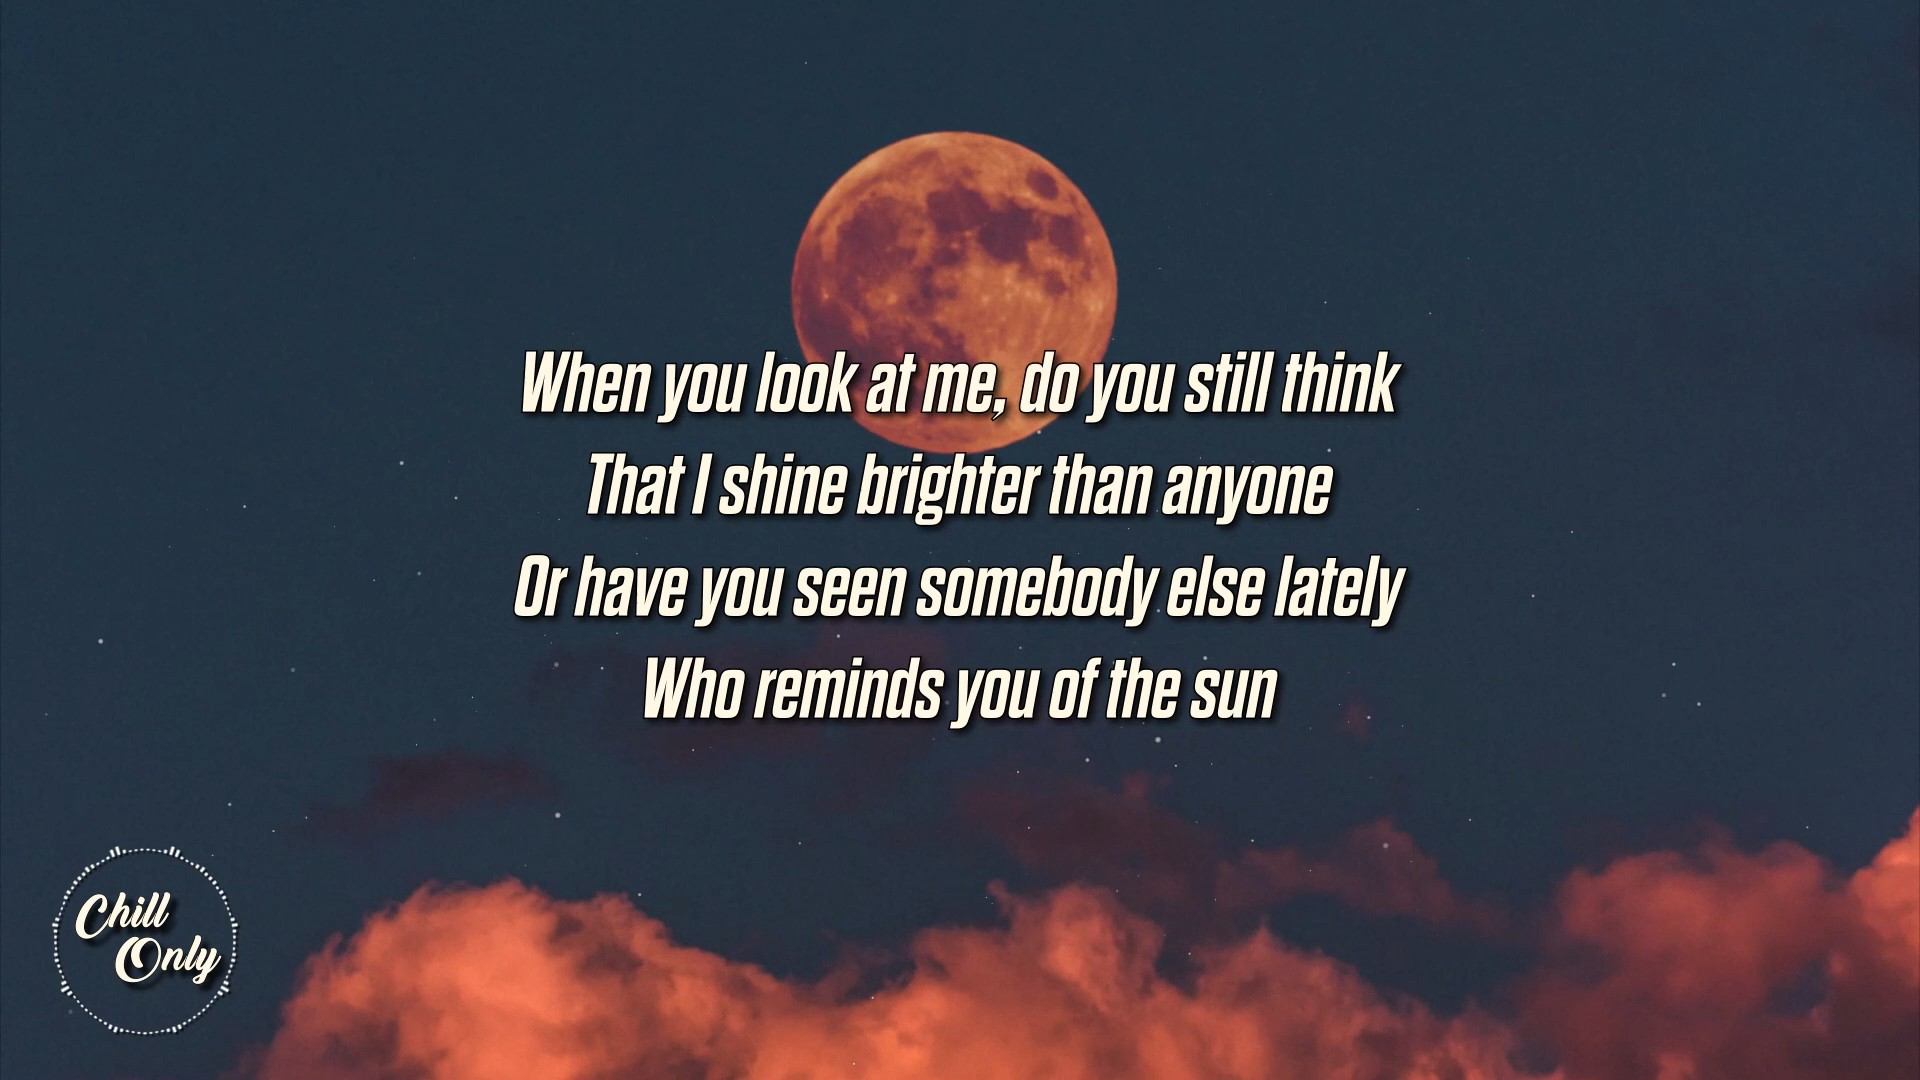 When you look at me, do you still think
That I shine brighter than anyone
Or have you seen somebody else lately
Who reminds you of the sun
Chill
Only